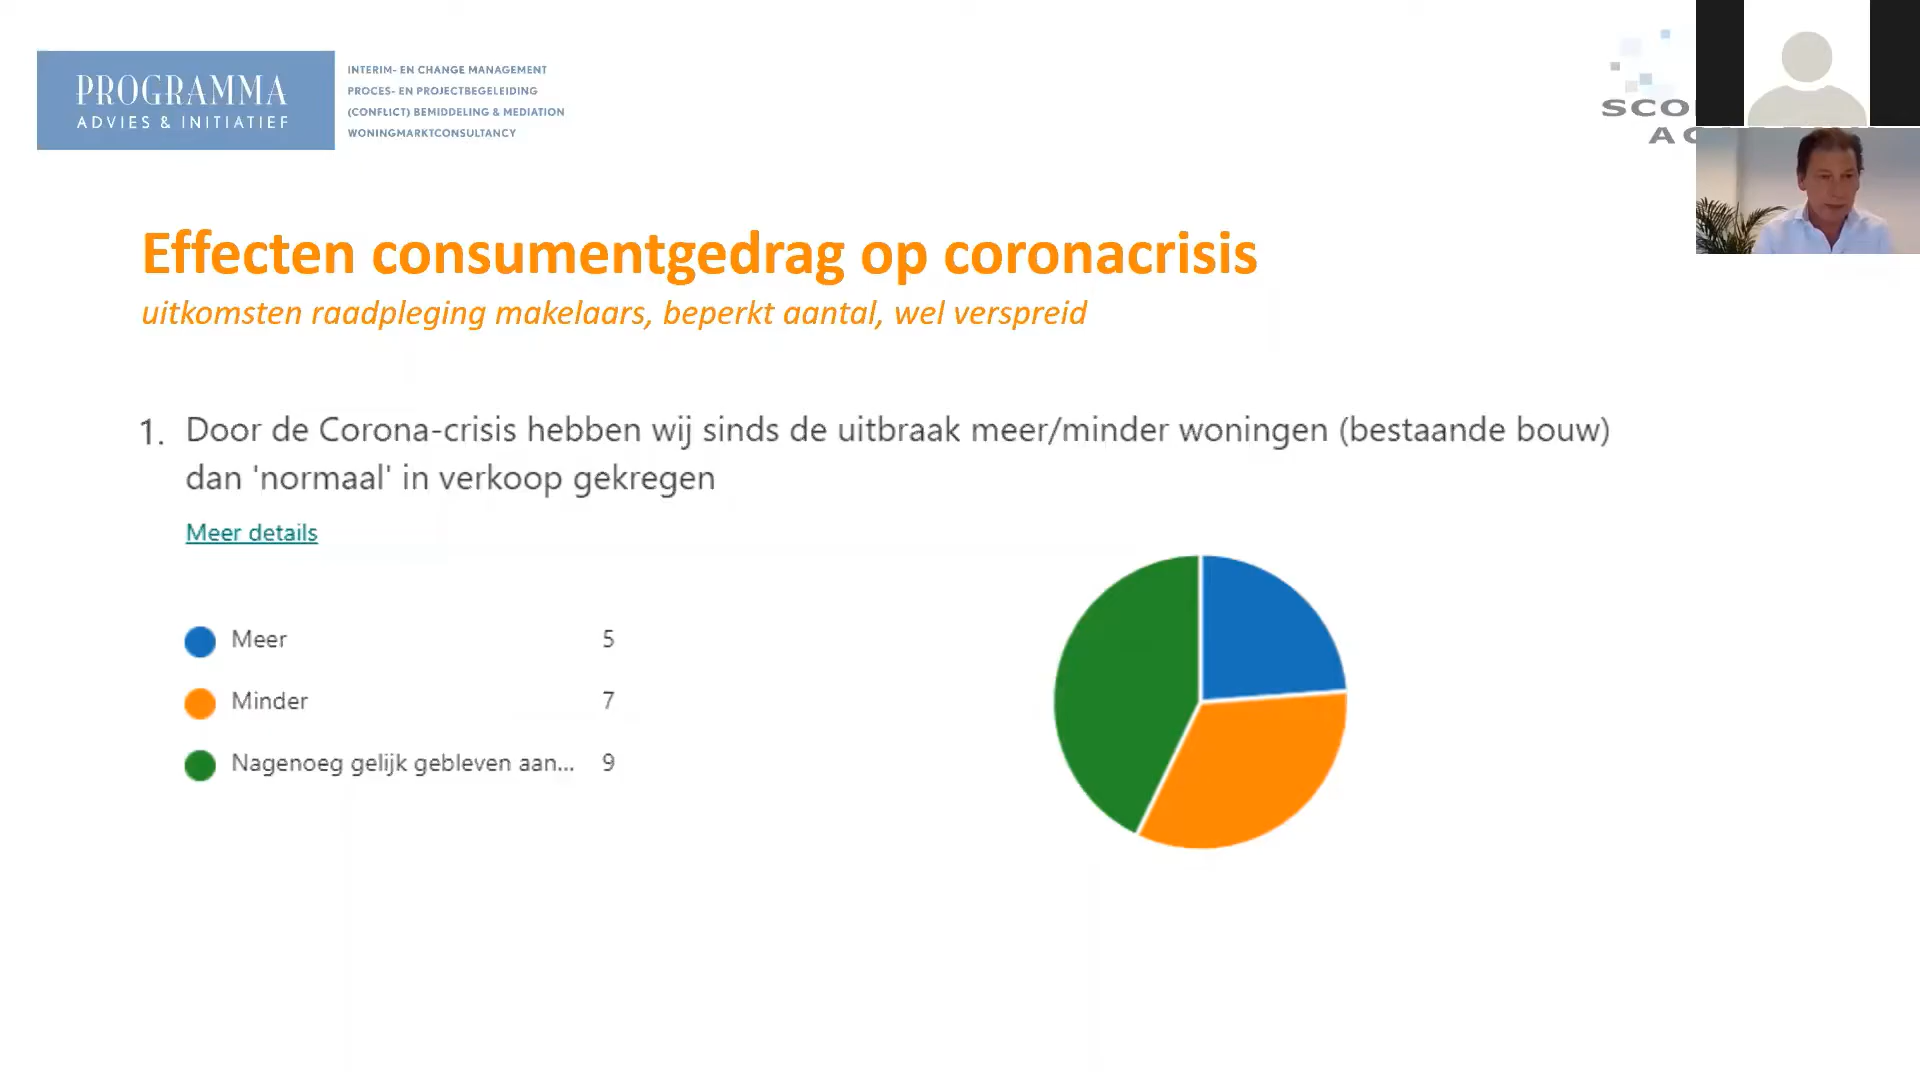 PROGRAMMA
ADVIES & INITIATIEF
INTERIM- EN CHANGE MANAGEMENT
PROCES- EN PROJECTBEGELEIDING
(CONFLICT) BEMIDDELING & MEDIATION
WONINGMARKTCONSULTANCY
Effecten consumentgedrag op coronacrisis
uitkomsten raadpleging makelaars, beperkt aantal, wel verspreid
1. Door de Corona-crisis hebben wij sinds de uitbraak meer/minder woningen (bestaande bouw)
dan 'normaal' in verkoop gekregen
Meer details
Meer 5
Minder 7
Nagenoeg gelijk gebleven aan... 9